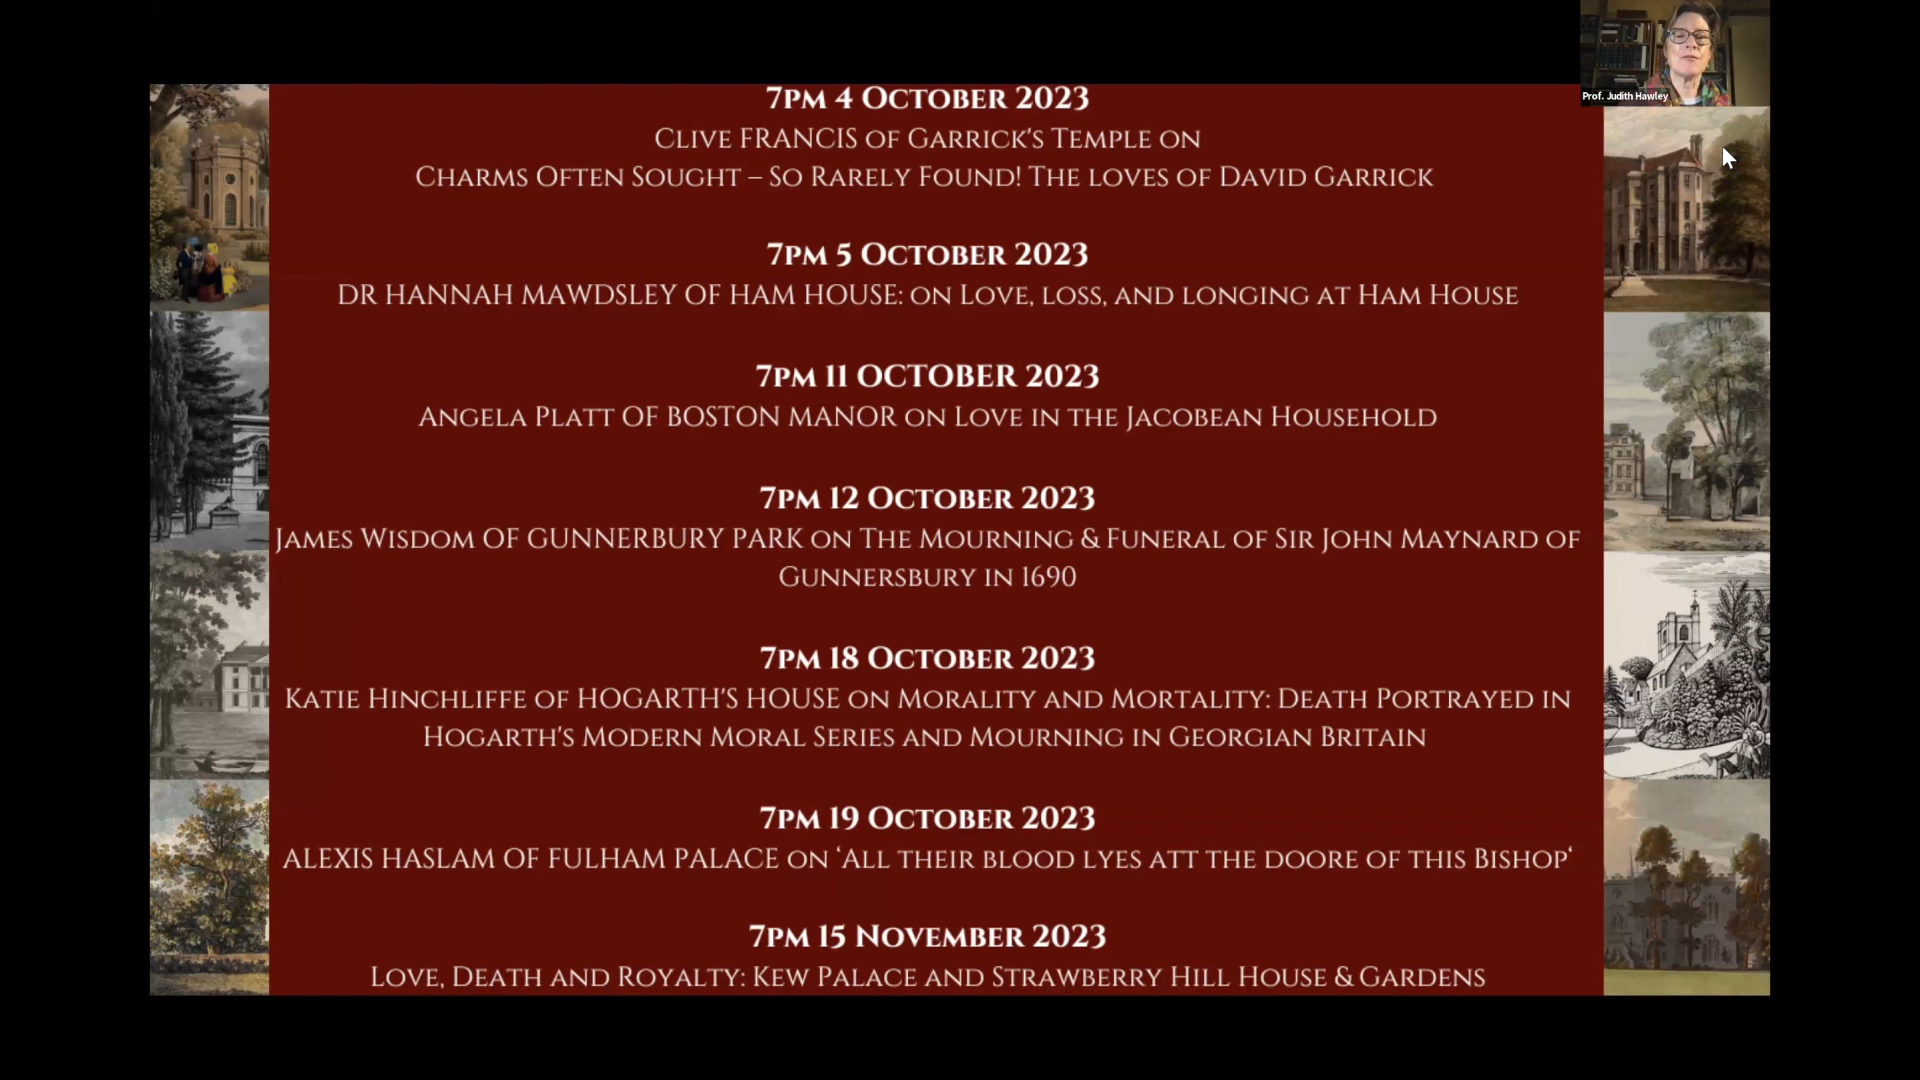 Prof. Judith Hawley
7PM 4 OCTOBER 2023
CLIVE FRANCIS OF GARRICK'S TEMPLE ON
CHARMS OFTEN SOUGHT – SO RARELY FOUND! THE LOVES OF DAVID GARRICK
7PM 5 OCTOBER 2023
DR HANNAH MAWDSLEY OF HAM HOUSE: ON LOVE, LOSS, AND LONGING AT HAM HOUSE
7PM 11 OCTOBER 2023
ANGELA PLATT OF BOSTON MANOR ON LOVE IN THE JACOBEAN HOUSEHOLD
7PM 12 OCTOBER 2023
JAMES WISDOM OF GUNNERBURY PARK ON THE MOURNING & FUNERAL OF SIR JOHN MAYNARD OF
GUNNERSBURY IN 1690
7PM 18 OCTOBER 2023
KATIE HINCHLIFFE OF HOGARTH'S HOUSE ON MORALITY AND MORTALITY: DEATH PORTRAYED IN
HOGARTH'S MODERN MORAL SERIES AND MOURNING IN GEORGIAN BRITAIN
7PM 19 OCTOBER 2023
ALEXIS HASLAM OF FULHAM PALACE ON ‘ALL THEIR BLOOD LYES ATT THE DOORE OF THIS BISHOP‘
7PM 15 NOVEMBER 2023
LOVE, DEATH AND ROYALTY: KEW PALACE AND STRAWBERRY HILL HOUSE & GARDENS